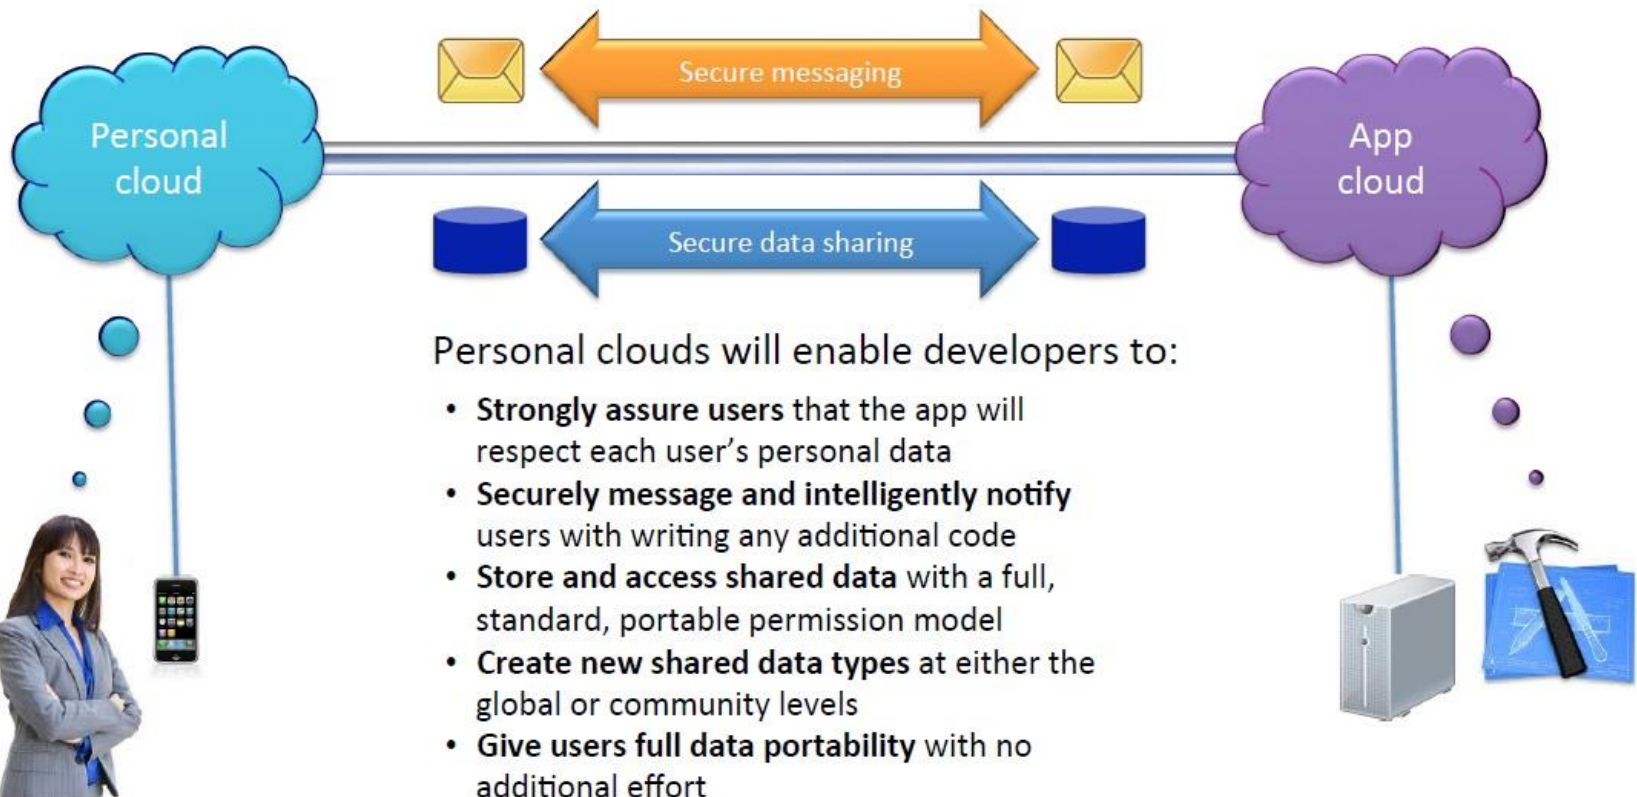 Secure messaging
Personal
cloud
App
cloud
Secure data sharing
Personal clouds will enable developers to:
• Strongly assure users that the app will
respect each user's personal data
• Securely message and intelligently notify
users with writing any additional code
• Store and access shared data with a full,
standard, portable permission model
• Create new shared data types at either the
global or community levels
• Give users full data portability with no
additional effort